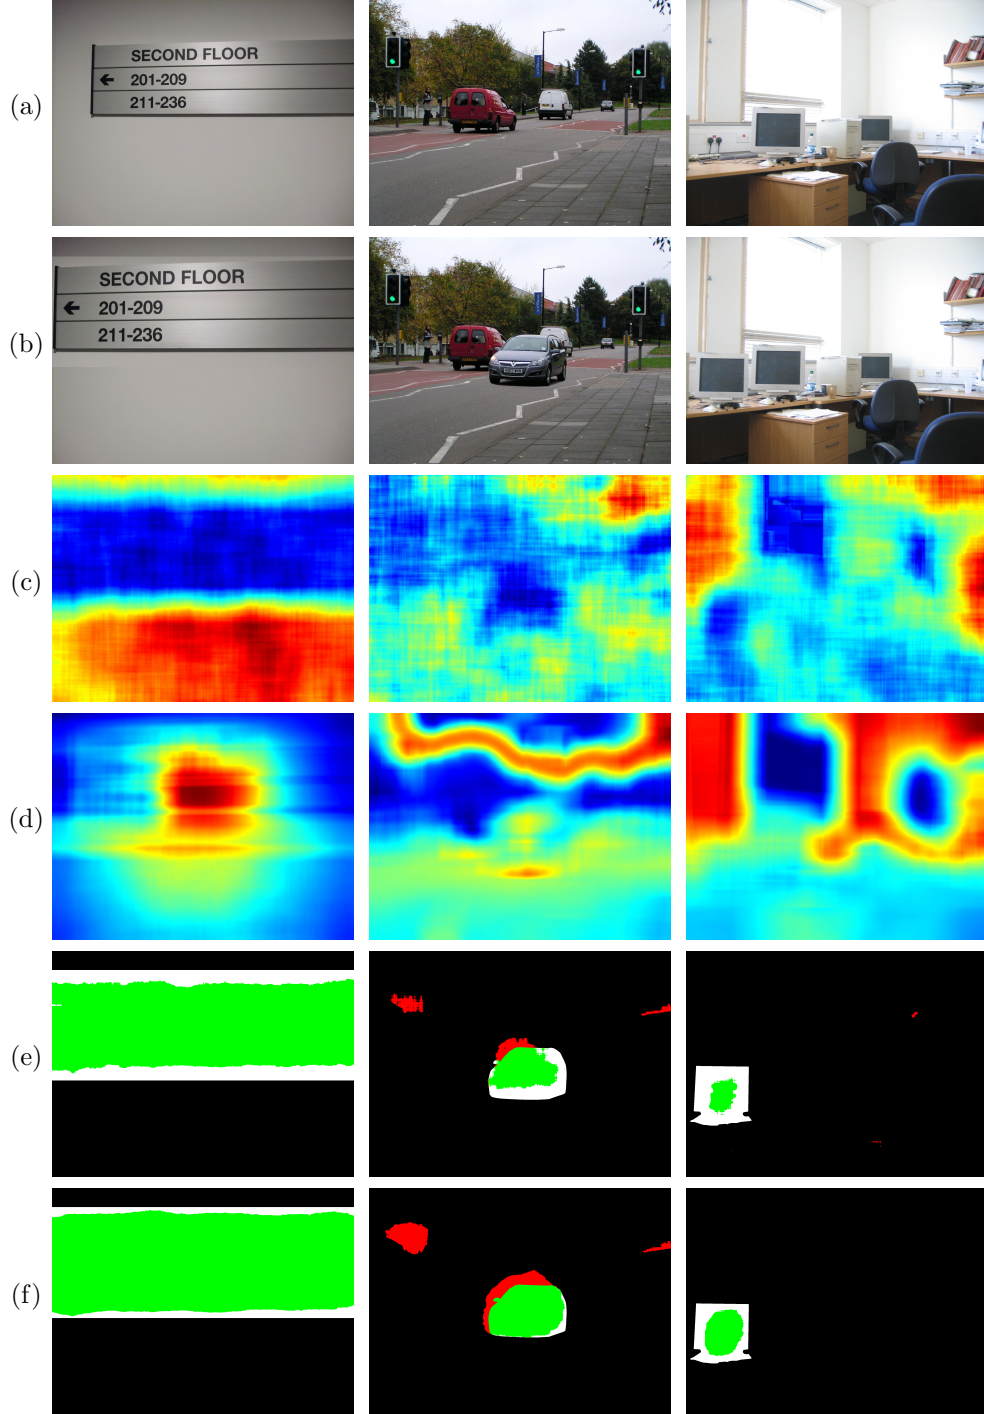 (a)
SECOND FLOOR
201-209
211-236
(b)
SECOND FLOOR
201-209
211-236
(c)
(d)
(e)
(f)